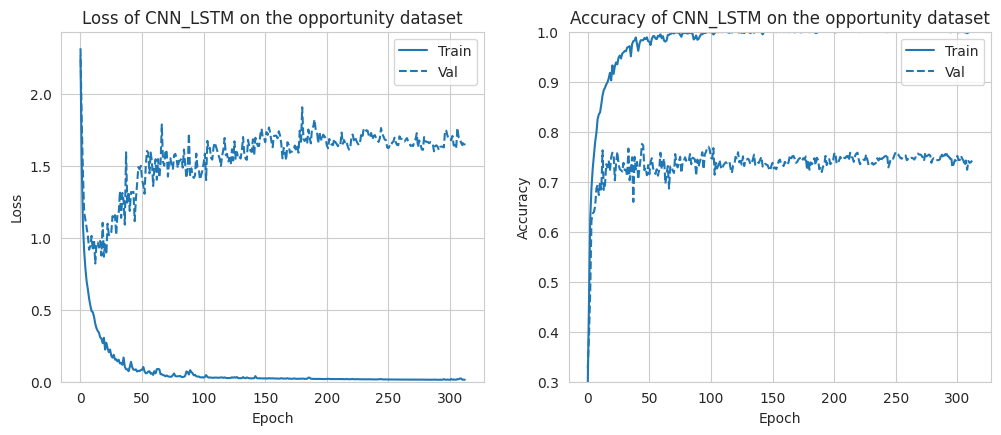 Loss of CNN_LSTM on the opportunity dataset
Train
Val
2.0
1.5
1.0
0.5
0.0
Loss
0
50
100
150
200
250
300
Epoch
Accuracy of CNN_LSTM on the opportunity dataset
Train
Val
1.0
0.9
0.8
0.7
0.6
0.5
0.4
0.3
Accuracy
0
50
100
150
200
250
300
Epoch